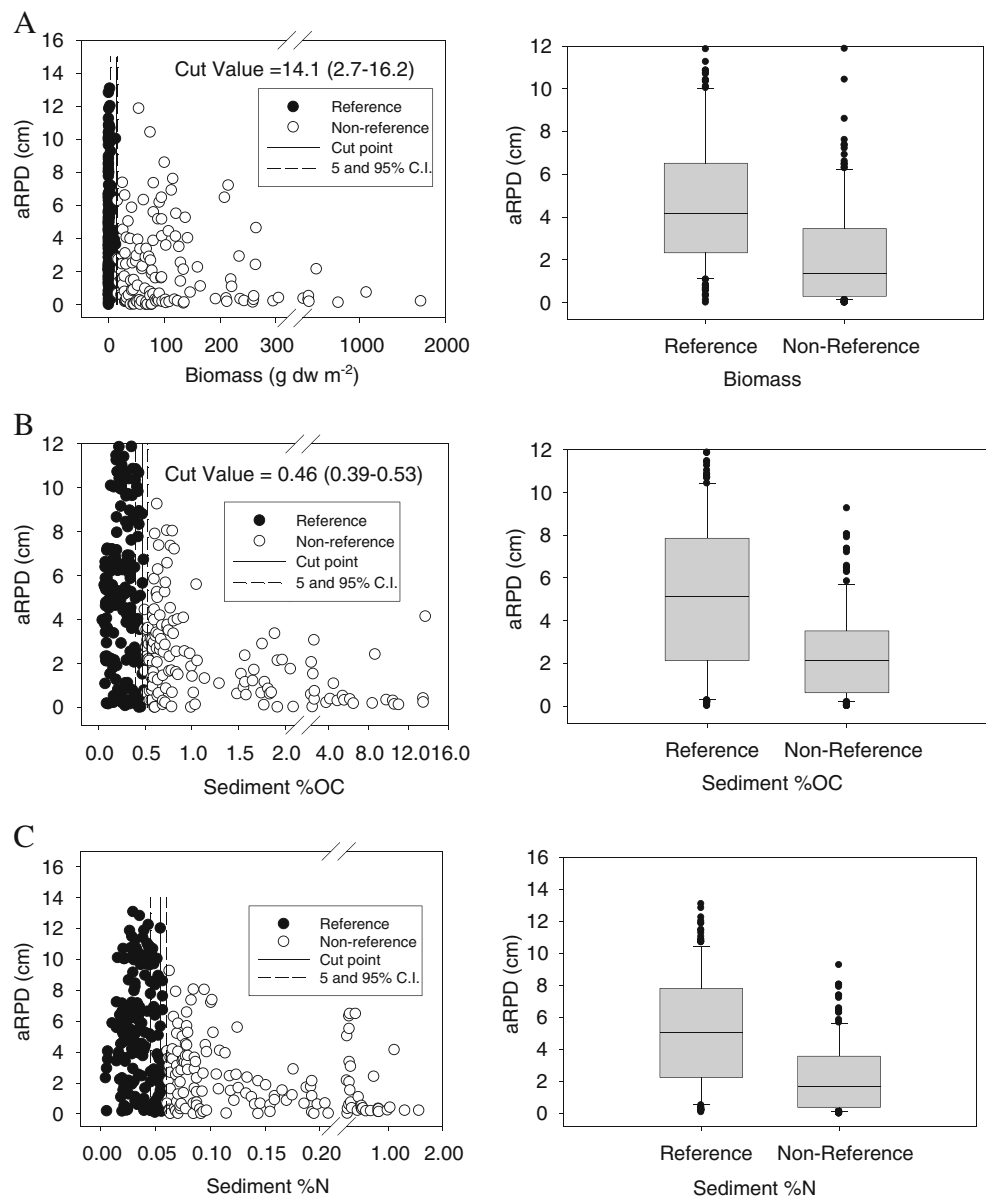 A
16
14
12
10
8
6
4
2
0
aRPD (cm)
Cut Value =14.1 (2.7-16.2)
Reference
Non-reference
Cut point
5 and 95% C.I.
0 100 200 300 1000 2000
Biomass (g dw m-2)
12
10
8
6
4
2
0
aRPD (cm)
Reference Non-Reference
Biomass
B
12
10
8
6
4
2
0
aRPD (cm)
Cut Value = 0.46 (0.39-0.53)
Reference
Non-reference
Cut point
5 and 95% C.I.
0.0 0.5 1.0 1.5 2.0 4.0 8.0 12.016.0
Sediment %OC
12
10
8
6
4
2
0
aRPD (cm)
Reference Non-Reference
Sediment %OC
C
16
14
12
10
8
6
4
2
0
aRPD (cm)
Reference
Non-reference
Cut point
5 and 95% C.I.
0.00 0.05 0.10 0.15 0.20 1.00 2.00
Sediment %N
16
14
12
10
8
6
4
2
0
aRPD (cm)
Reference Non-Reference
Sediment %N